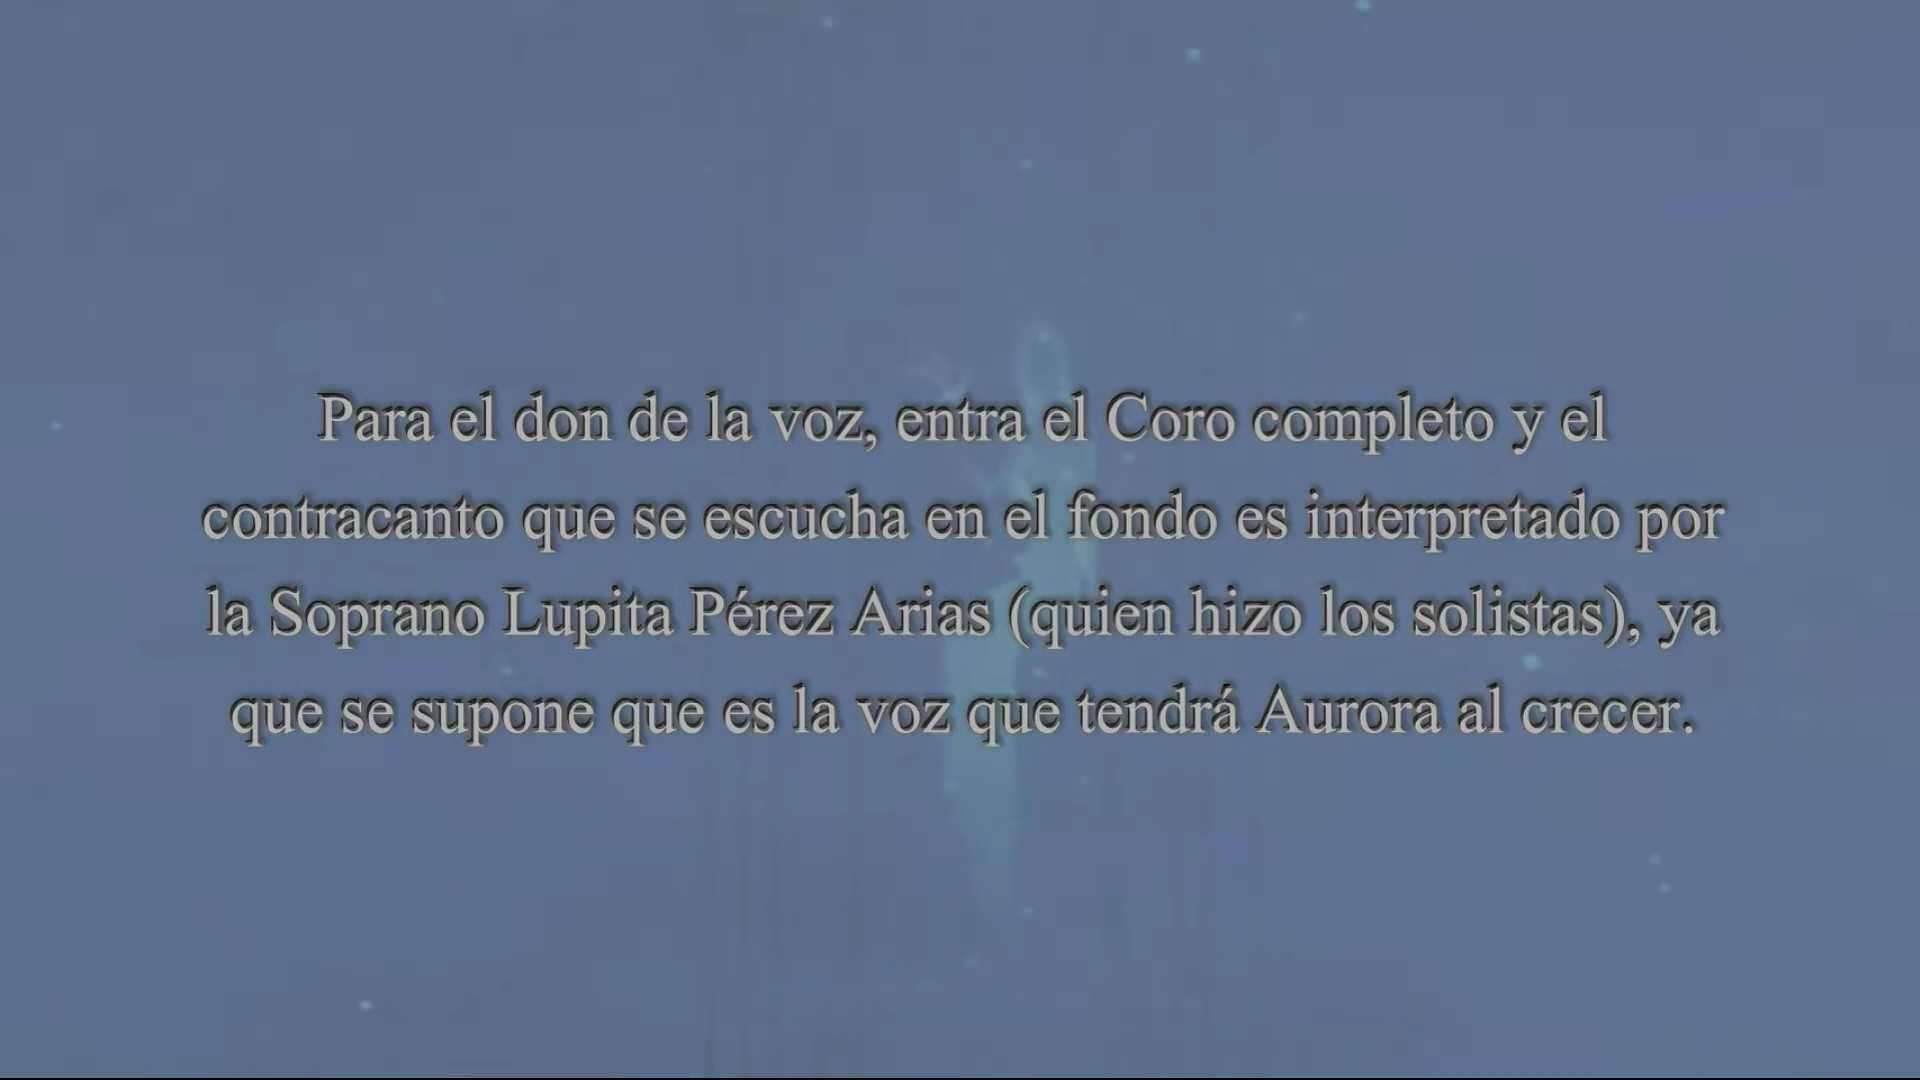 Para el don de la voz, entra el Coro completo y el
contracanto que se escucha en el fondo es interpretado por
la Soprano Lupita Pérez Arias (quien hizo los solistas), ya
que se supone que es la voz que tendrá Aurora al crecer.